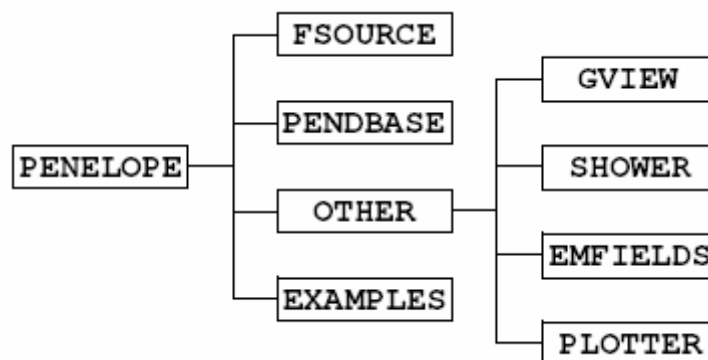 PENELOPE
FSOURCE
PENDBASE
OTHER
EXAMPLES
GVIEW
SHOWER
EMFIELDS
PLOTTER